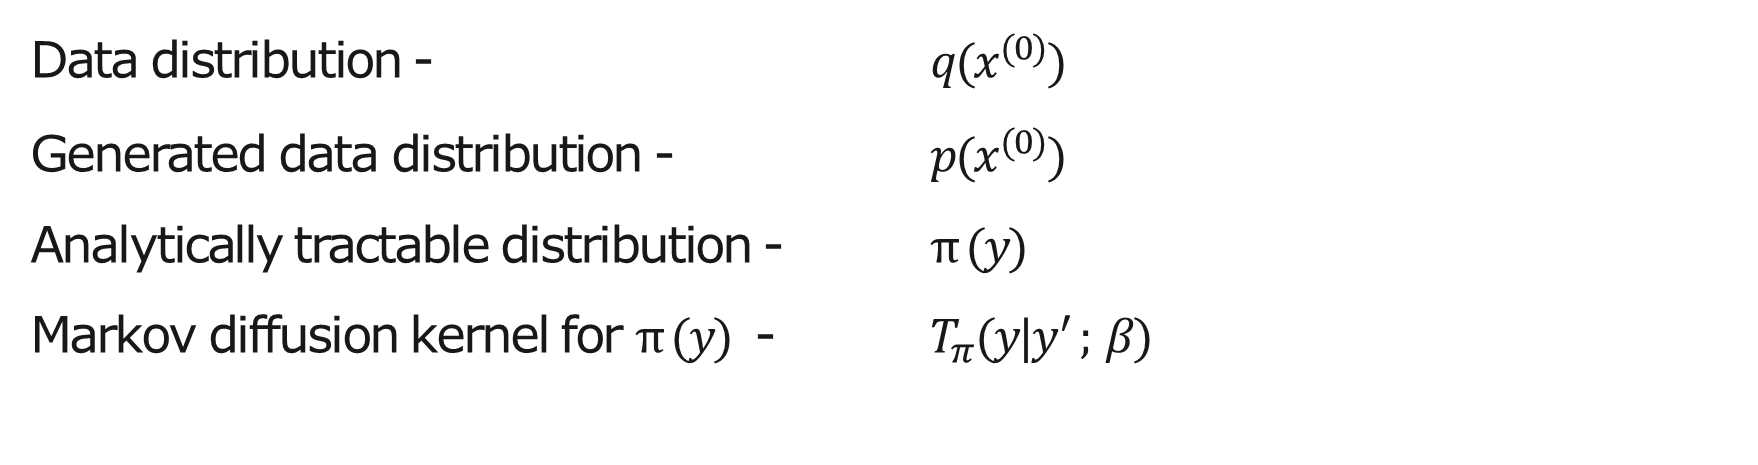 Data distribution - q(x⁽⁰⁾)
Generated data distribution - p(x⁽⁰⁾)
Analytically tractable distribution - π(y)
Markov diffusion kernel for π(y) - T_π(y|y′; β)